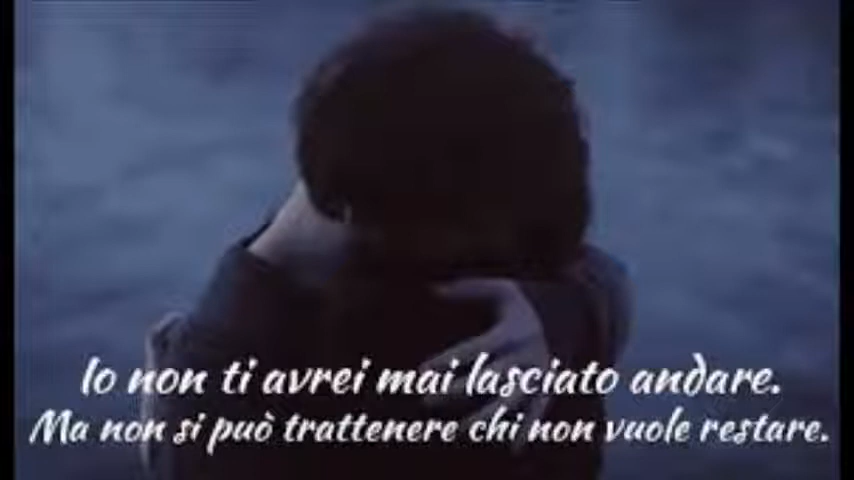 Io non ti avrei mai lasciato andare.
Ma non si può trattenere chi non vuole restare.